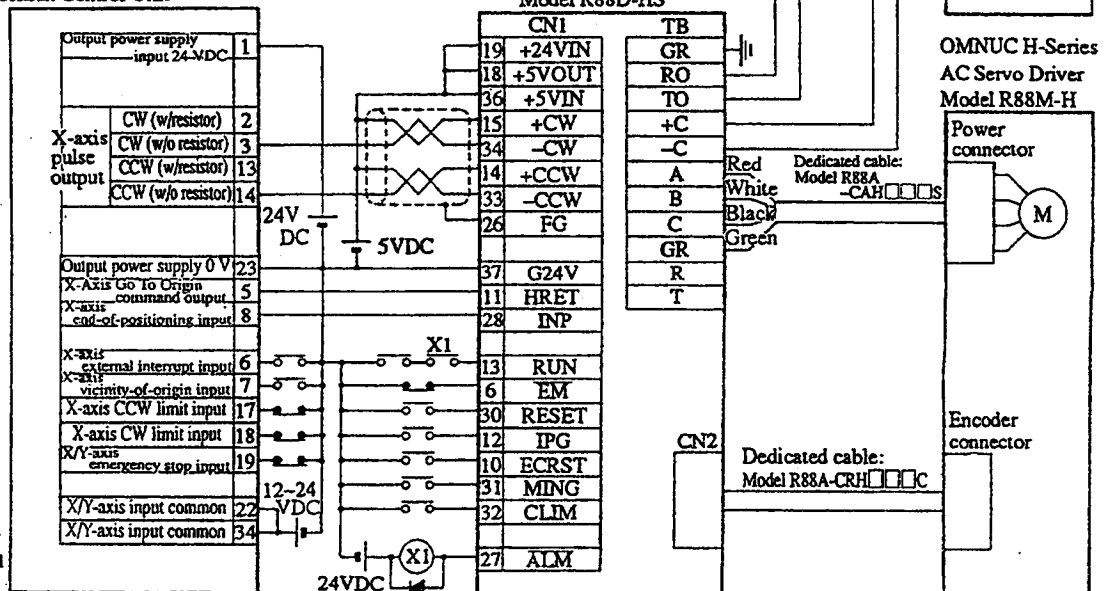 Model R88D-HS
Output power supply
input 24 VDC 1
X-axis
pulse
output
CW (w/resistor) 2
CW (w/o resistor) 3
CCW (w/resistor) 13
CCW (w/o resistor) 14
Output power supply 0 V 23
X-Axis Go To Origin
command output 5
X-axis
end-of-positioning input 8
X-axis
external interrupt input 6
X-axis
vicinity-of-origin input 7
X-axis CCW limit input 17
X-axis CW limit input 18
X/Y-axis
emergency stop input 19
X/Y-axis input common 22
X/Y-axis input common 34
24V
DC
5VDC
12~24
VDC
X1
X1
24VDC
CN1
19 +24VIN
18 +5VOUT
36 +5VIN
15 +CW
34 –CW
14 +CCW
33 –CCW
26 FG
37 G24V
11 HRET
28 INP
13 RUN
6 EM
30 RESET
12 IPG
10 ECRST
31 MING
32 CLIM
27 ALM
TB
GR
RO
TO
+C
–C
A
B
C
GR
R
T
Red
White
Black
Green
Dedicated cable:
Model R88A
–CAH□□□S
CN2
Dedicated cable:
Model R88A-CRH□□□C
OMNUC H-Series
AC Servo Driver
Model R88M-H
Power
connector
M
Encoder
connector